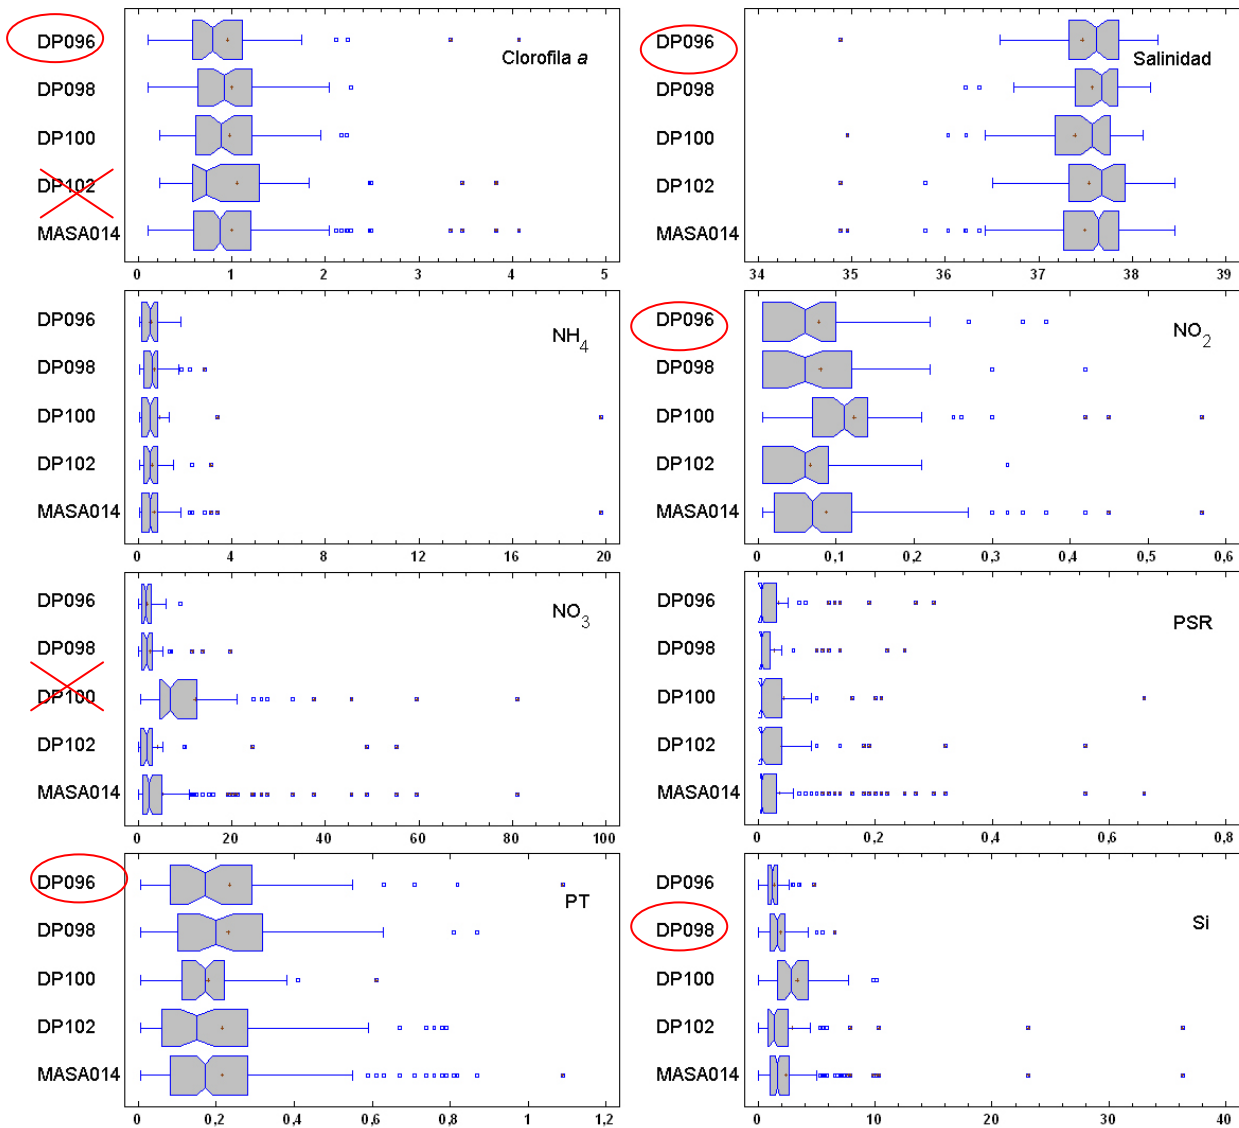 DP096
DP098
DP100
DP102
MASA014
Clorofila a
0 1 2 3 4 5
DP096
DP098
DP100
DP102
MASA014
Salinidad
34 35 36 37 38 39
DP096
DP098
DP100
DP102
MASA014
NH4
0 4 8 12 16 20
DP096
DP098
DP100
DP102
MASA014
NO2
0 0,1 0,2 0,3 0,4 0,5 0,6
DP096
DP098
DP100
DP102
MASA014
NO3
0 20 40 60 80 100
DP096
DP098
DP100
DP102
MASA014
PSR
0 0,2 0,4 0,6 0,8
DP096
DP098
DP100
DP102
MASA014
PT
0 0,2 0,4 0,6 0,8 1 1,2
DP096
DP098
DP100
DP102
MASA014
Si
0 10 20 30 40